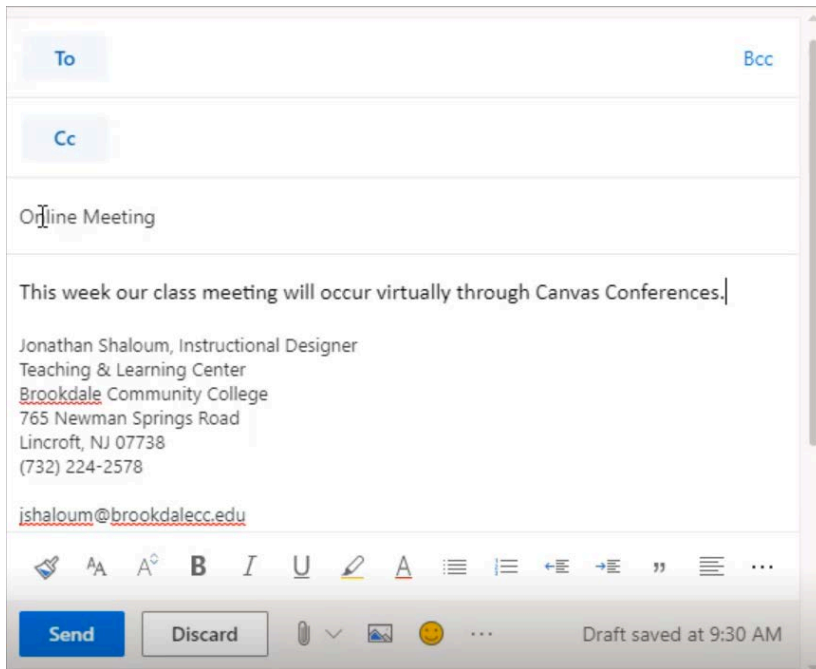 To
Bcc
Cc
Online Meeting
This week our class meeting will occur virtually through Canvas Conferences.
Jonathan Shaloum, Instructional Designer
Teaching & Learning Center
Brookdale Community College
765 Newman Springs Road
Lincroft, NJ 07738
(732) 224-2578
jshaloum@brookdalecc.edu
Send Discard Draft saved at 9:30 AM